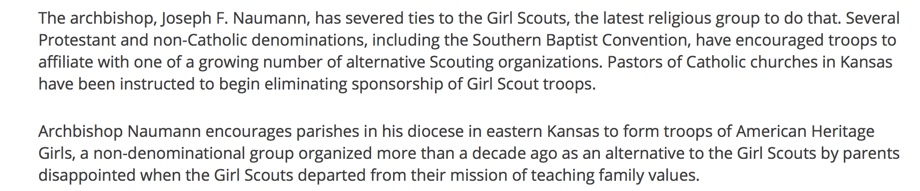 The archbishop, Joseph F. Naumann, has severed ties to the Girl Scouts, the latest religious group to do that. Several
Protestant and non-Catholic denominations, including the Southern Baptist Convention, have encouraged troops to
affiliate with one of a growing number of alternative Scouting organizations. Pastors of Catholic churches in Kansas
have been instructed to begin eliminating sponsorship of Girl Scout troops.
Archbishop Naumann encourages parishes in his diocese in eastern Kansas to form troops of American Heritage
Girls, a non-denominational group organized more than a decade ago as an alternative to the Girl Scouts by parents
disappointed when the Girl Scouts departed from their mission of teaching family values.